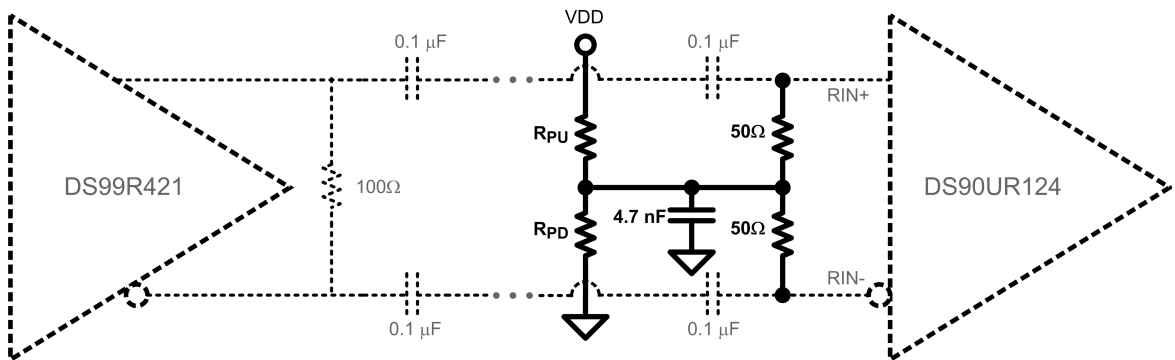 VDD
0.1 µF
0.1 µF
RIN+
RPU
50Ω
DS99R421
100Ω
DS90UR124
4.7 nF
RPD
50Ω
RIN-
0.1 µF
0.1 µF